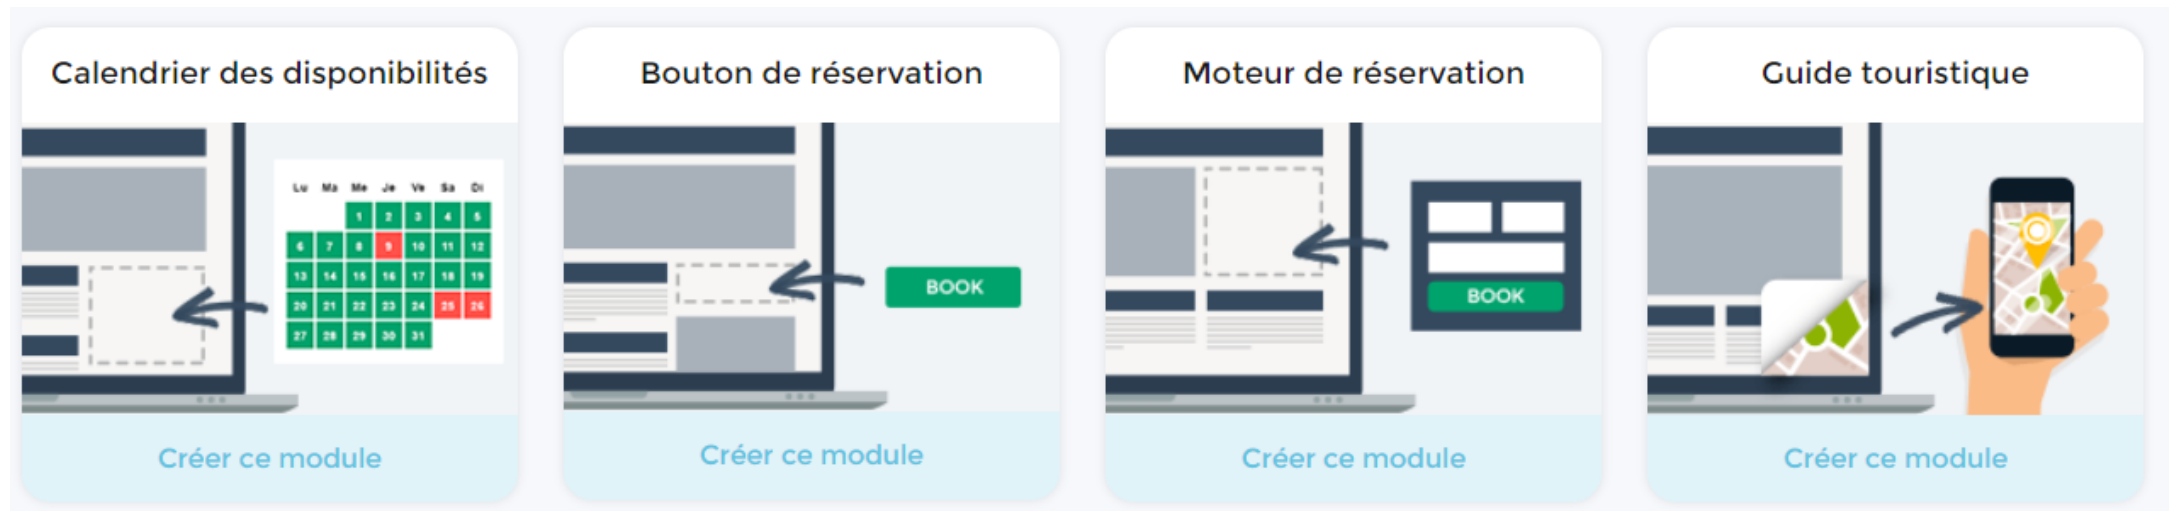 Calendrier des disponibilités
Lu Ma Me Je Ve Sa Di
1 2 3 4 5
6 7 8 9 10 11 12
13 14 15 16 17 18 19
20 21 22 23 24 25 26
27 28 29 30 31
Créer ce module
Bouton de réservation
BOOK
Créer ce module
Moteur de réservation
BOOK
Créer ce module
Guide touristique
Créer ce module